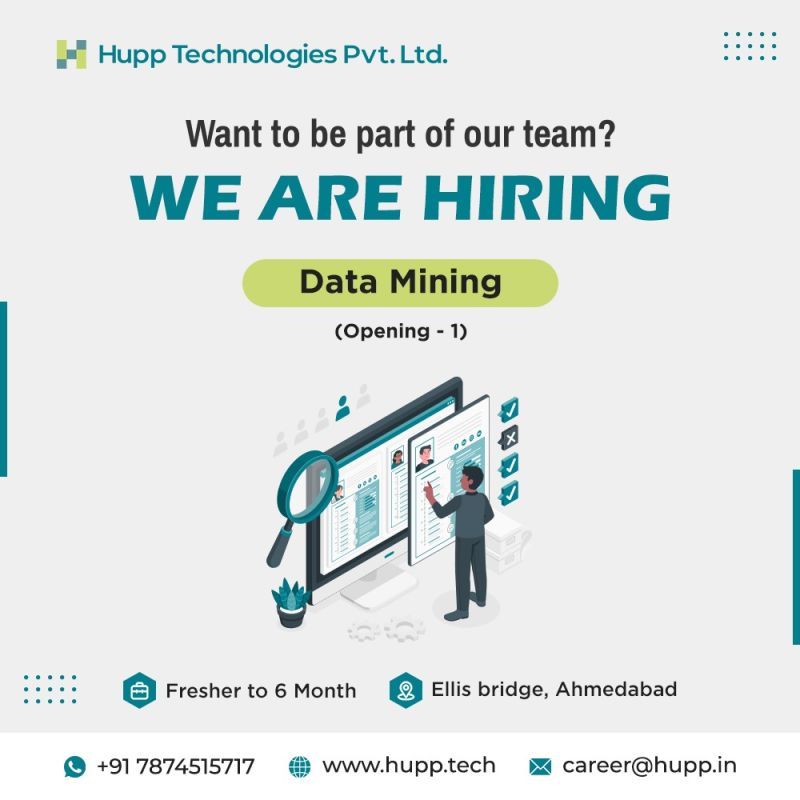 Hupp Technologies Pvt. Ltd.
Want to be part of our team?
WE ARE HIRING
Data Mining
(Opening - 1)
Fresher to 6 Month
Ellis bridge, Ahmedabad
+91 7874515717
www.hupp.tech
career@hupp.in